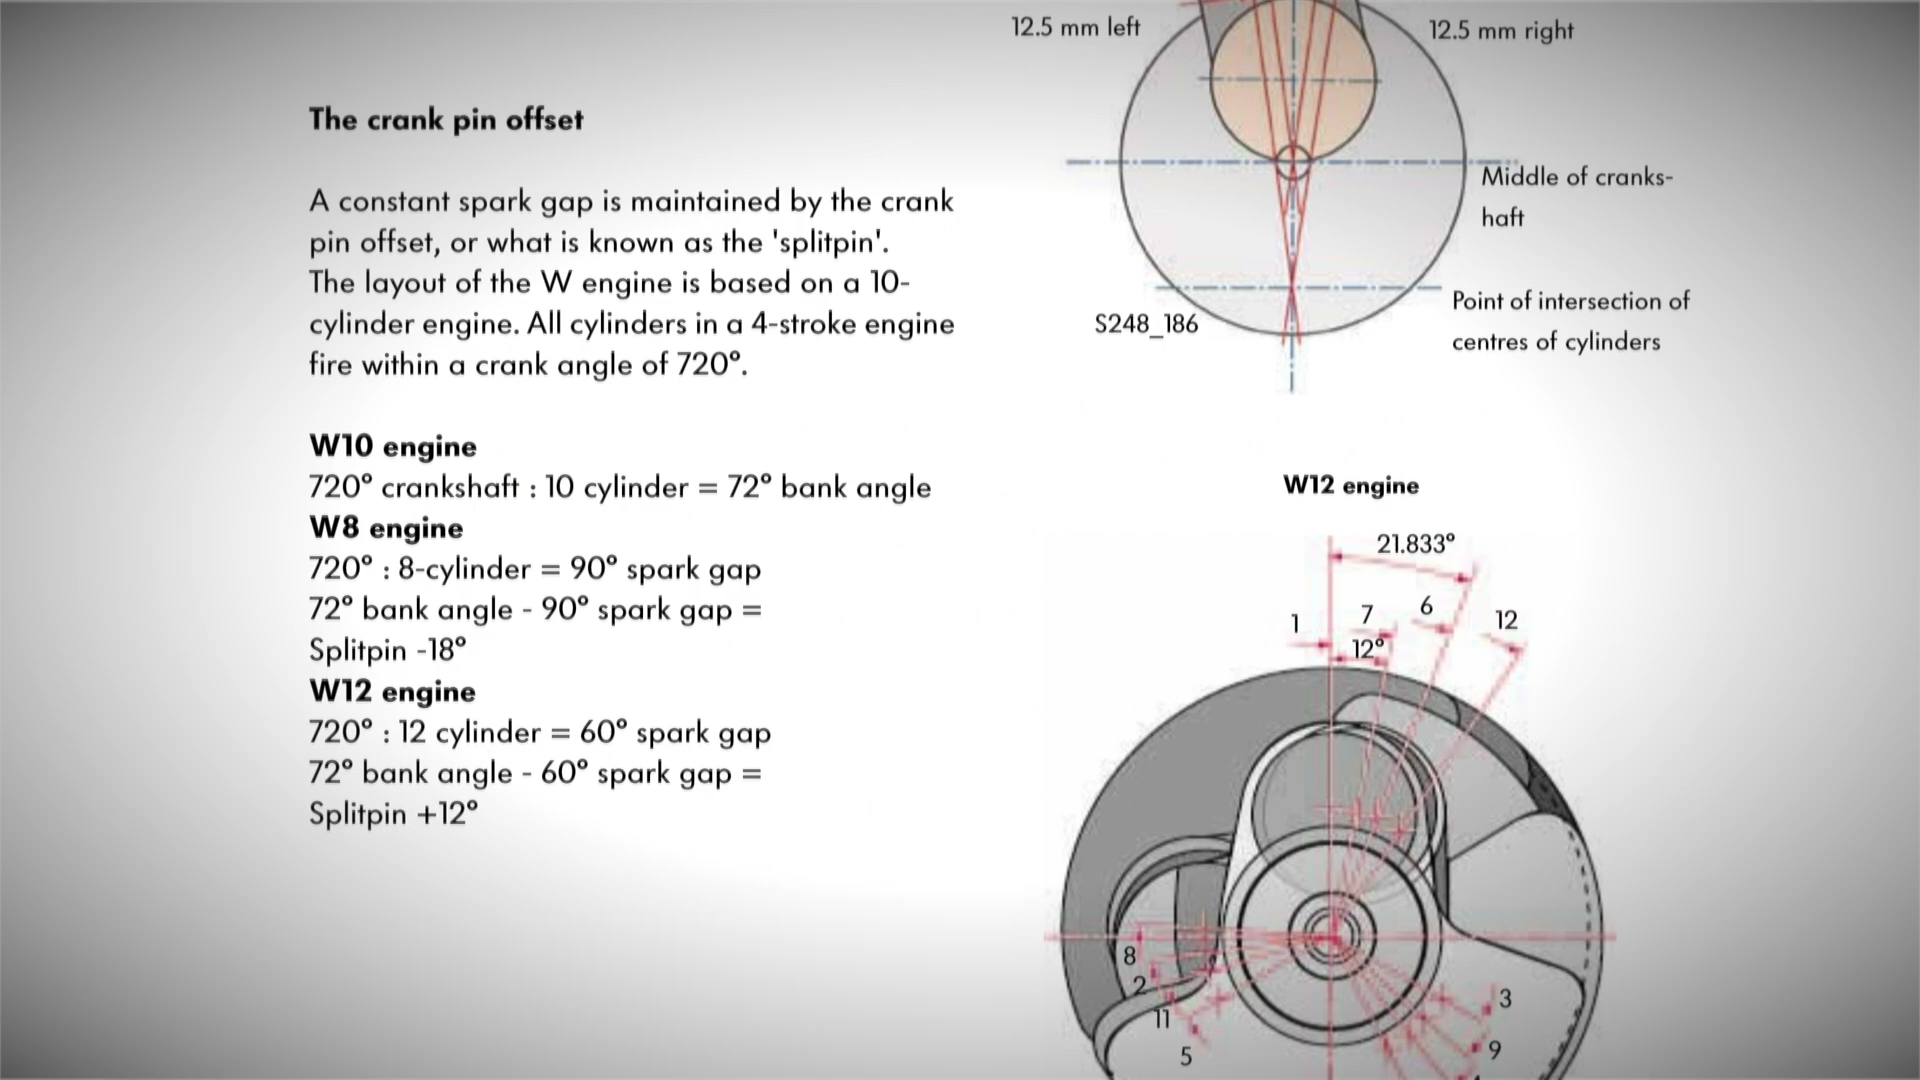 The crank pin offset
A constant spark gap is maintained by the crank
pin offset, or what is known as the 'splitpin'.
The layout of the W engine is based on a 10-
cylinder engine. All cylinders in a 4-stroke engine
fire within a crank angle of 720°.
W10 engine
720° crankshaft : 10 cylinder = 72° bank angle
W8 engine
720° : 8-cylinder = 90° spark gap
72° bank angle - 90° spark gap =
Splitpin -18°
W12 engine
720° : 12 cylinder = 60° spark gap
72° bank angle - 60° spark gap =
Splitpin +12°
12.5 mm left
12.5 mm right
Middle of cranks-
haft
S248_186
Point of intersection of
centres of cylinders
W12 engine
21.833°
1
7
6
12
12°
8
2
11
5
3
9